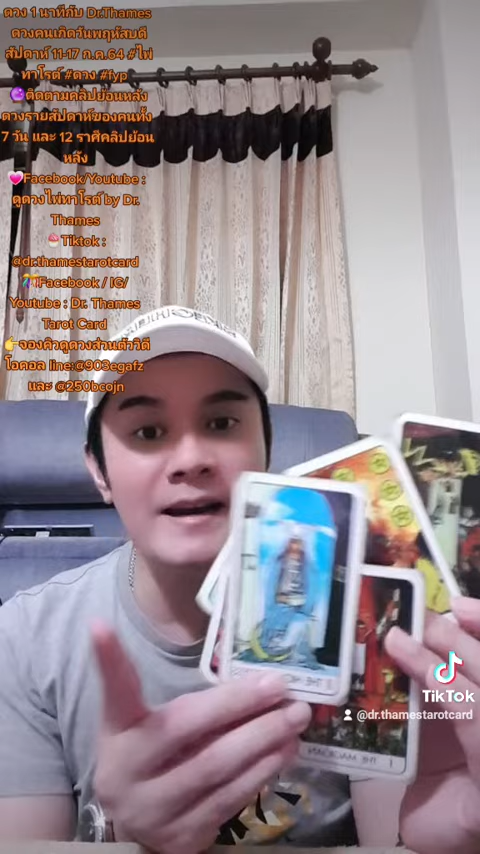 ดวง 1 นาทีกับ Dr.Thames
ดวงคนเกิดวันพฤหัสบดี
สัปดาห์ 11-17 ก.ค.64 #ไพ่
ทาโรต์ #ดวง #fyp
🔮ติดตามคลิปย้อนหลัง
ดวงรายสัปดาห์ของคนทั้ง
7 วัน และ 12 ราศีคลิปย้อน
หลัง
💗Facebook/Youtube :
ดูดวงไพ่ทาโรต์ by Dr.
Thames
Tiktok :
@dr.thamestarotcard
Facebook / IG/
Youtube : Dr. Thames
Tarot Card
👉จองคิวดูดวงส่วนตัววิดี
โอคอล line:@903egafz
และ @250bcojn
I THE MAGICIAN
TikTok
@dr.thamestarotcard